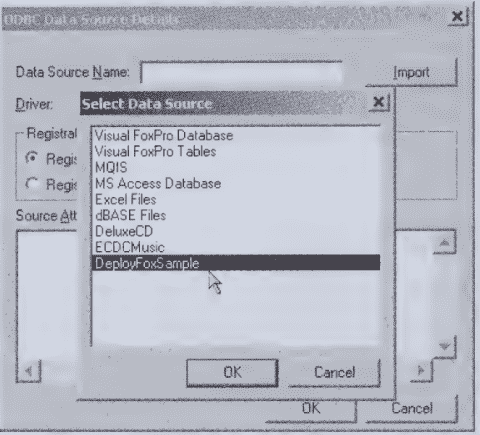 ODBC Data Source Details
Data Source Name:
Import
Driver:
Select Data Source
Registrat
Regis
Regis
Source Att
Visual FoxPro Database
Visual FoxPro Tables
MQIS
MS Access Database
Excel Files
dBASE Files
DeluxeCD
ECDCMusic
DeployFoxSample
OK
Cancel
OK
Cancel